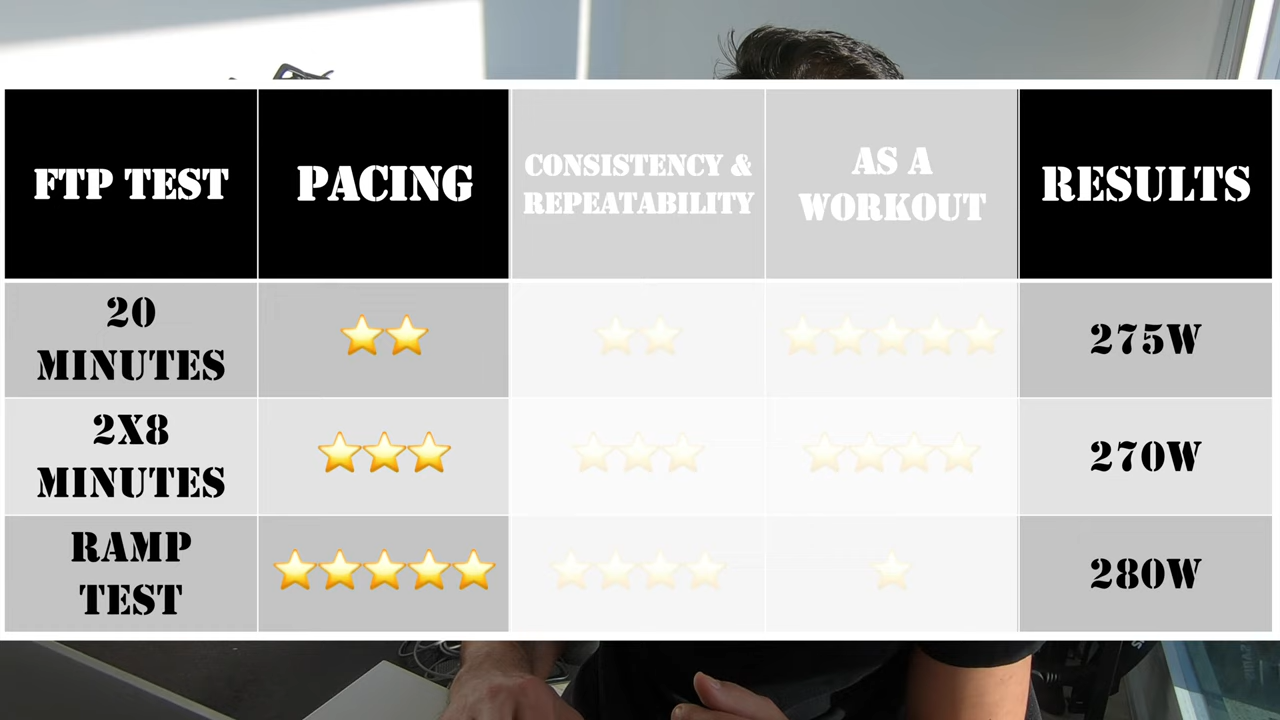 FTP TEST
PACING
CONSISTENCY &
REPEATABILITY
AS A
WORKOUT
RESULTS
20
MINUTES
⭐⭐
⭐⭐
⭐⭐⭐⭐⭐
275W
2X8
MINUTES
⭐⭐⭐
⭐⭐⭐
⭐⭐⭐⭐
270W
RAMP
TEST
⭐⭐⭐⭐⭐
⭐⭐⭐⭐
⭐
280W